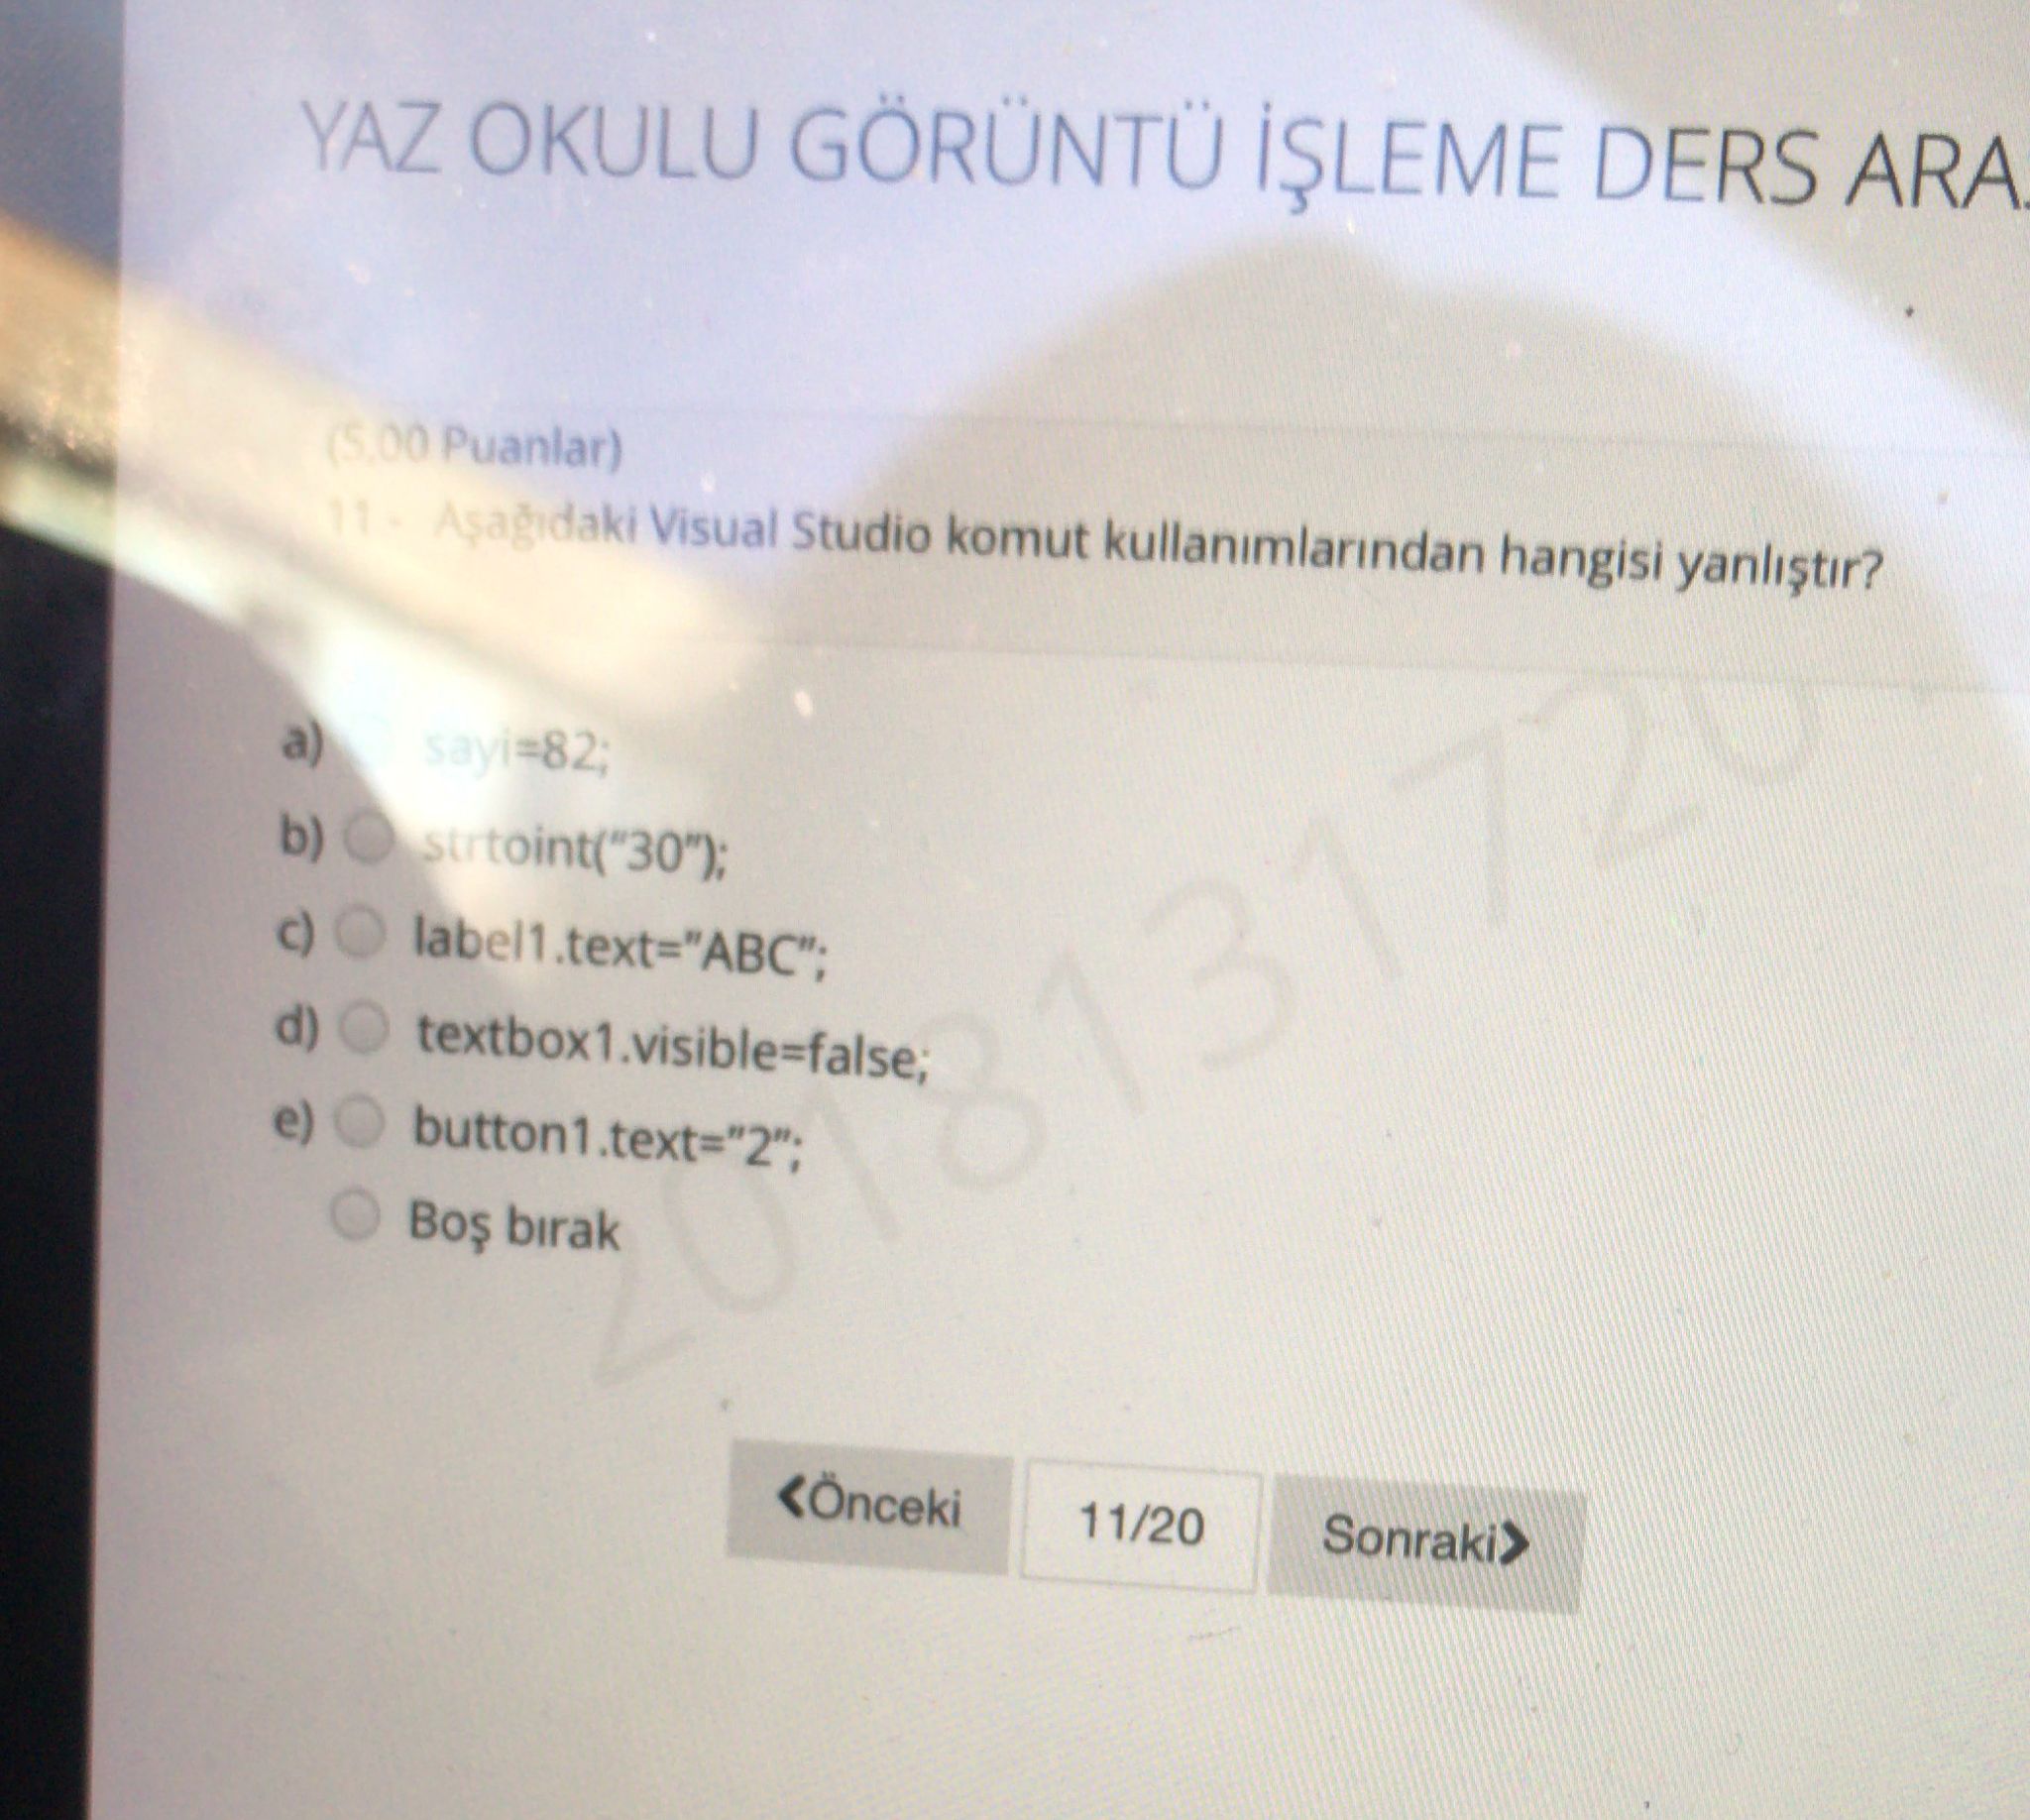 YAZ OKULU GÖRÜNTÜ İŞLEME DERS ARA
(5,00 Puanlar)
11 - Aşağıdaki Visual Studio komut kullanımlarından hangisi yanlıştır?
a) sayi=82;
b) strtoint("30");
c) label1.text="ABC";
d) textbox1.visible=false;
e) button1.text="2";
Boş bırak
2018131720
<Önceki 11/20 Sonraki>